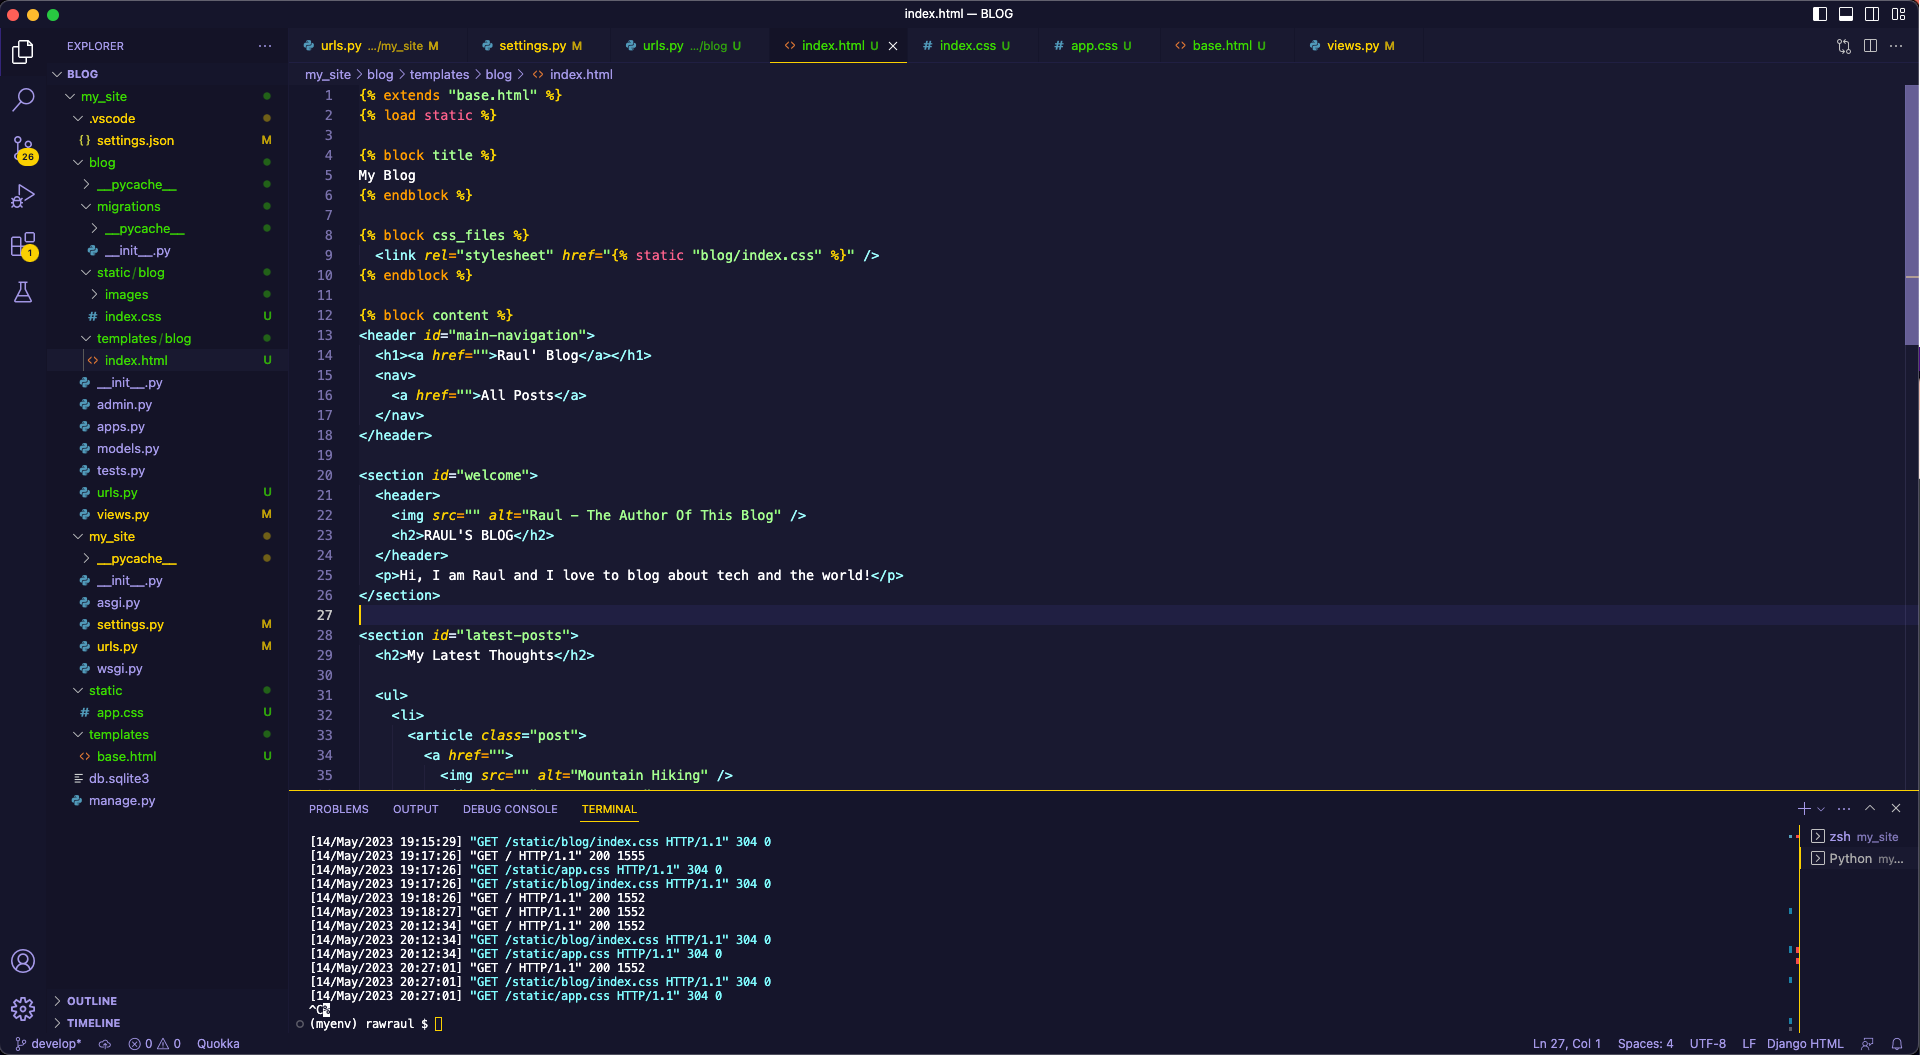 index.html — BLOG
EXPLORER
BLOG
my_site
.vscode
{} settings.json M
blog
__pycache__
migrations
__pycache__
__init__.py
static/blog
images
# index.css U
templates/blog
<> index.html U
__init__.py
admin.py
apps.py
models.py
tests.py
urls.py U
views.py M
my_site
__pycache__
__init__.py
asgi.py
settings.py M
urls.py M
wsgi.py
static
# app.css U
templates
<> base.html U
db.sqlite3
manage.py
OUTLINE
TIMELINE
26
1
urls.py .../my_site M
settings.py M
urls.py .../blog U
<> index.html U
# index.css U
# app.css U
<> base.html U
views.py M
my_site > blog > templates > blog > <> index.html
1 {% extends "base.html" %}
2 {% load static %}
3
4 {% block title %}
5 My Blog
6 {% endblock %}
7
8 {% block css_files %}
9 <link rel="stylesheet" href="{% static "blog/index.css" %}" />
10 {% endblock %}
11
12 {% block content %}
13 <header id="main-navigation">
14 <h1><a href="">Raul' Blog</a></h1>
15 <nav>
16 <a href="">All Posts</a>
17 </nav>
18 </header>
19
20 <section id="welcome">
21 <header>
22 <img src="" alt="Raul - The Author Of This Blog" />
23 <h2>RAUL'S BLOG</h2>
24 </header>
25 <p>Hi, I am Raul and I love to blog about tech and the world!</p>
26 </section>
27
28 <section id="latest-posts">
29 <h2>My Latest Thoughts</h2>
30
31 <ul>
32 <li>
33 <article class="post">
34 <a href="">
35 <img src="" alt="Mountain Hiking" />
PROBLEMS OUTPUT DEBUG CONSOLE TERMINAL
[14/May/2023 19:15:29] "GET /static/blog/index.css HTTP/1.1" 304 0
[14/May/2023 19:17:26] "GET / HTTP/1.1" 200 1555
[14/May/2023 19:17:26] "GET /static/app.css HTTP/1.1" 304 0
[14/May/2023 19:17:26] "GET /static/blog/index.css HTTP/1.1" 304 0
[14/May/2023 19:18:26] "GET / HTTP/1.1" 200 1552
[14/May/2023 19:18:27] "GET / HTTP/1.1" 200 1552
[14/May/2023 20:12:34] "GET / HTTP/1.1" 200 1552
[14/May/2023 20:12:34] "GET /static/blog/index.css HTTP/1.1" 304 0
[14/May/2023 20:12:34] "GET /static/app.css HTTP/1.1" 304 0
[14/May/2023 20:27:01] "GET / HTTP/1.1" 200 1552
[14/May/2023 20:27:01] "GET /static/blog/index.css HTTP/1.1" 304 0
[14/May/2023 20:27:01] "GET /static/app.css HTTP/1.1" 304 0
^C%
(myenv) rawraul $
zsh my_site
Python my...
develop* 0 0 Quokka
Ln 27, Col 1 Spaces: 4 UTF-8 LF Django HTML